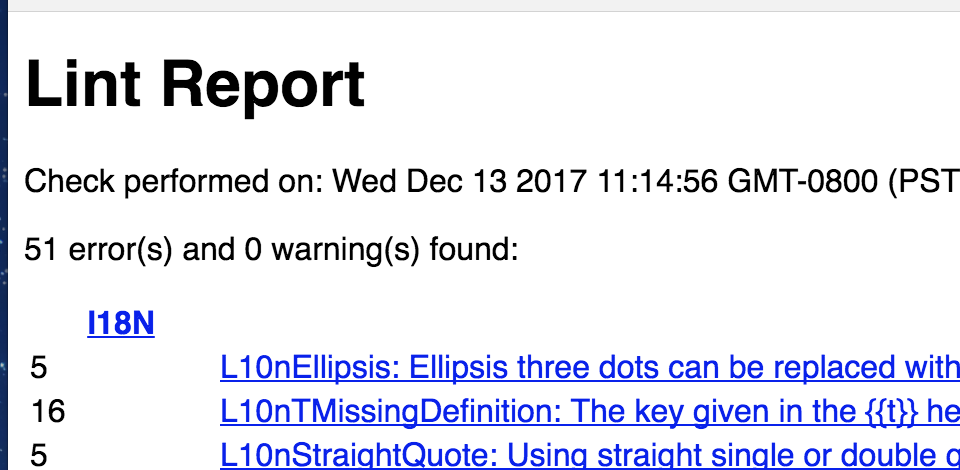 Lint Report
Check performed on: Wed Dec 13 2017 11:14:56 GMT-0800 (PST
51 error(s) and 0 warning(s) found:
I18N
5 L10nEllipsis: Ellipsis three dots can be replaced with
16 L10nTMissingDefinition: The key given in the {{t}} he
5 L10nStraightQuote: Using straight single or double q